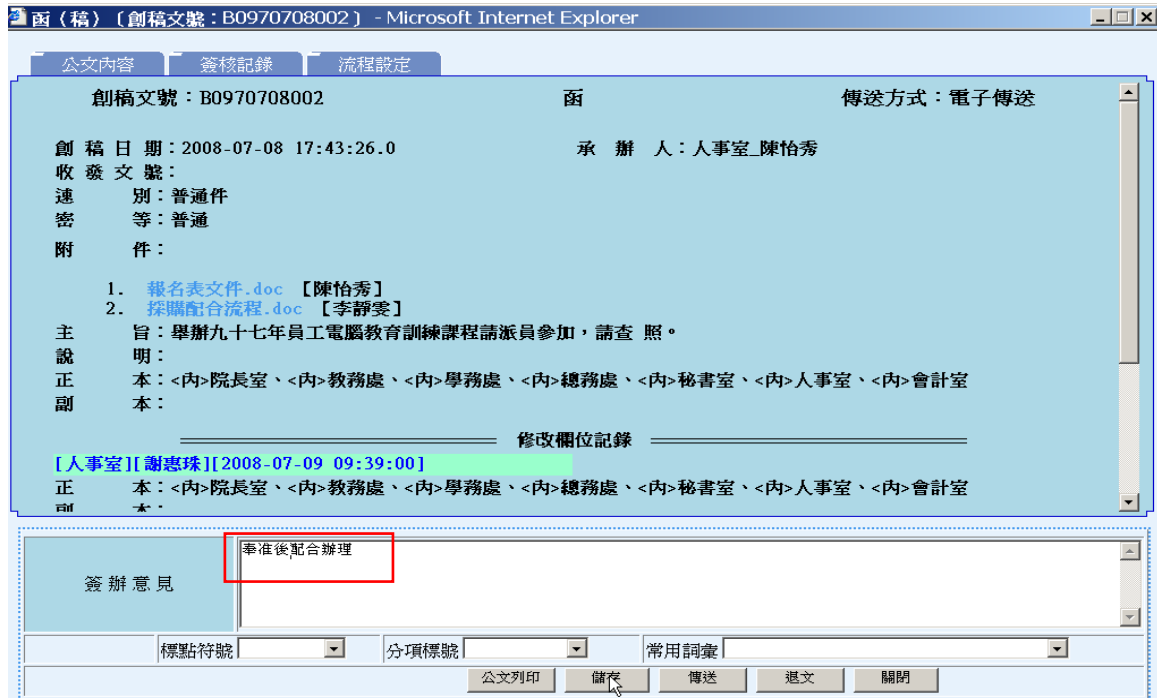 函〈稿〉〔創稿文號：B0970708002〕 - Microsoft Internet Explorer
公文內容 簽核記錄 流程設定
創稿文號：B0970708002 函 傳送方式：電子傳送
創 稿 日 期：2008-07-08 17:43:26.0 承 辦 人：人事室_陳怡秀
收 發 文 號：
速 別：普通件
密 等：普通
附 件：
1. 報名表文件.doc 【陳怡秀】
2. 採購配合流程.doc 【李靜雯】
主 旨：舉辦九十七年員工電腦教育訓練課程請派員參加，請查 照。
說 明：
正 本：<內>院長室、<內>教務處、<內>學務處、<內>總務處、<內>秘書室、<內>人事室、<內>會計室
副 本：
修改欄位記錄
[人事室][謝惠珠][2008-07-09 09:39:00]
正 本：<內>院長室、<內>教務處、<內>學務處、<內>總務處、<內>秘書室、<內>人事室、<內>會計室
副 本：
奉准後配合辦理
簽 辦 意 見
標點符號 分項標號 常用詞彙
公文列印 儲存 傳送 退文 關閉